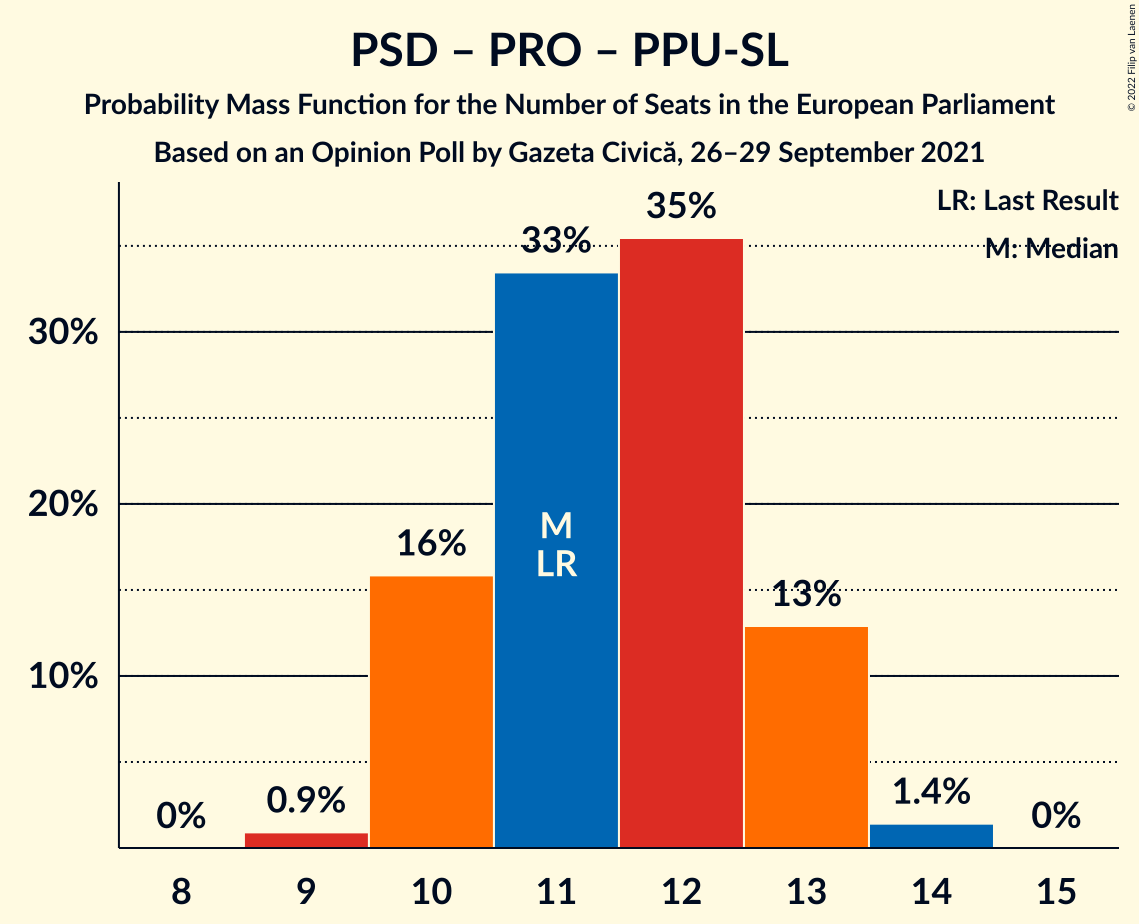 PSD – PRO – PPU-SL
Probability Mass Function for the Number of Seats in the European Parliament
Based on an Opinion Poll by Gazeta Civică, 26–29 September 2021
© 2022 Filip van Laenen
LR: Last Result
M: Median
35%
33%
30%
20%
16%
13%
10%
M
LR
0%
0.9%
1.4%
0%
8 9 10 11 12 13 14 15